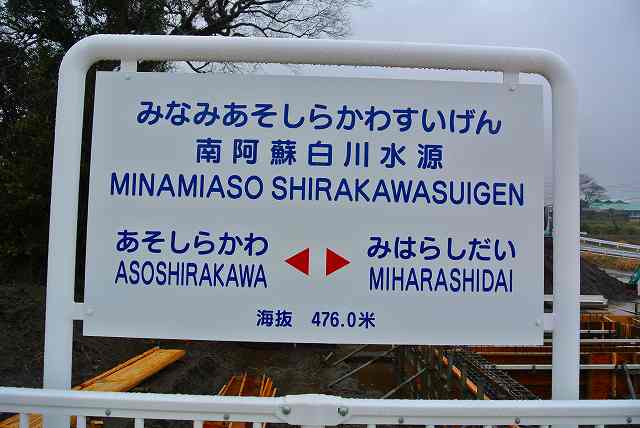 みなみあそしらかわすいげん
南阿蘇白川水源
MINAMIASO SHIRAKAWASUIGEN
あそしらかわ ◀ ▶ みはらしだい
ASOSHIRAKAWA MIHARASHIDAI
海抜 476.0米